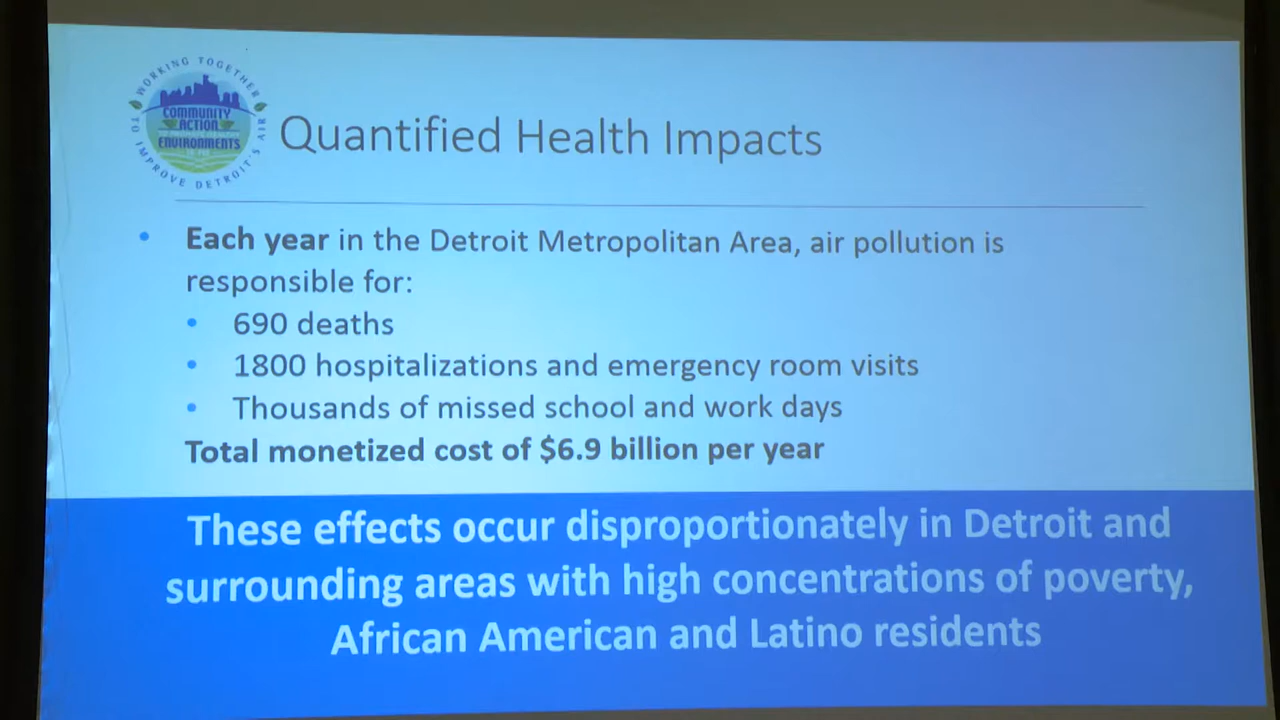 WORKING TOGETHER
TO IMPROVE DETROIT'S AIR
COMMUNITY
ACTION
ENVIRONMENTS
Quantified Health Impacts
• Each year in the Detroit Metropolitan Area, air pollution is
responsible for:
• 690 deaths
• 1800 hospitalizations and emergency room visits
• Thousands of missed school and work days
Total monetized cost of $6.9 billion per year
These effects occur disproportionately in Detroit and
surrounding areas with high concentrations of poverty,
African American and Latino residents